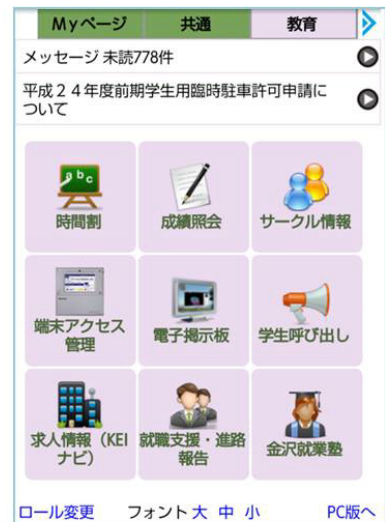 Myページ 共通 教育
メッセージ 未読778件
平成24年度前期学生用臨時駐車許可申請に
ついて
abc
時間割 成績照会 サークル情報
端末アクセス
管理 電子掲示板 学生呼び出し
求人情報(KEI
ナビ)
就職支援・進路
報告
金沢就業塾
ロール変更 フォント 大 中 小 PC版へ